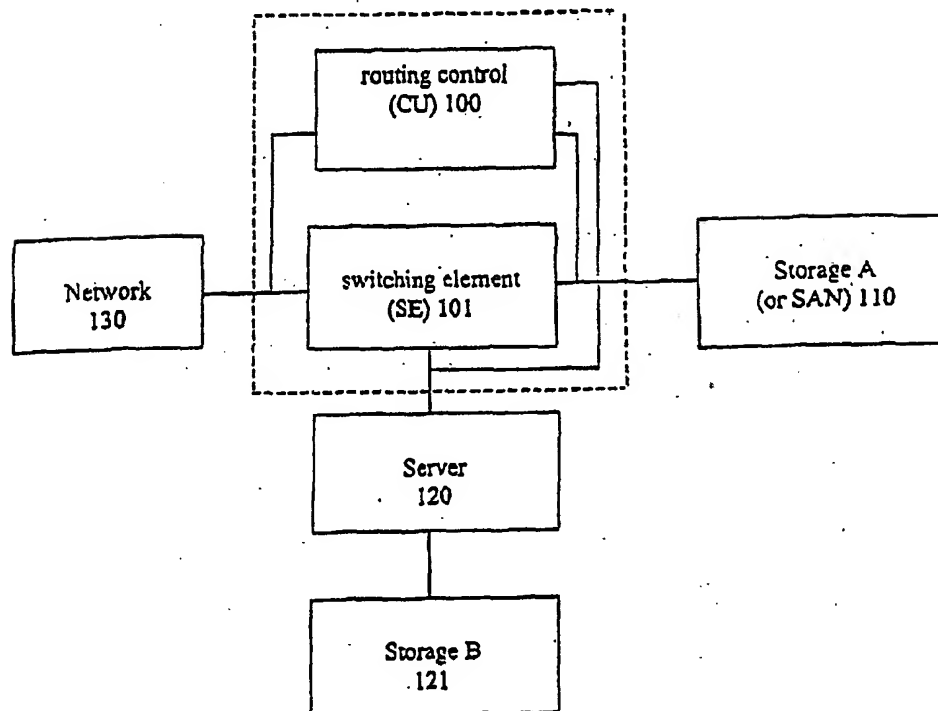 routing control
(CU) 100
Network
130
switching element
(SE) 101
Storage A
(or SAN) 110
Server
120
Storage B
121